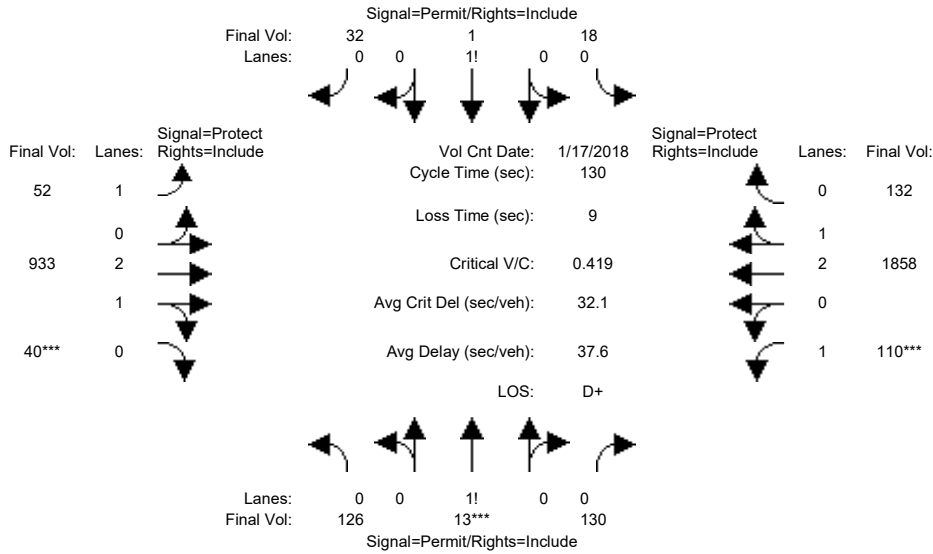 Signal=Permit/Rights=Include
Final Vol: 32 1 18
Lanes: 0 0 1! 0 0
Signal=Protect Signal=Protect
Final Vol: Lanes: Rights=Include Vol Cnt Date: 1/17/2018 Rights=Include Lanes: Final Vol:
Cycle Time (sec): 130
52 1 0 132
Loss Time (sec): 9
0 1
933 2 Critical V/C: 0.419 2 1858
1 Avg Crit Del (sec/veh): 32.1 0
40*** 0 Avg Delay (sec/veh): 37.6 1 110***
LOS: D+
Lanes: 0 0 1! 0 0
Final Vol: 126 13*** 130
Signal=Permit/Rights=Include